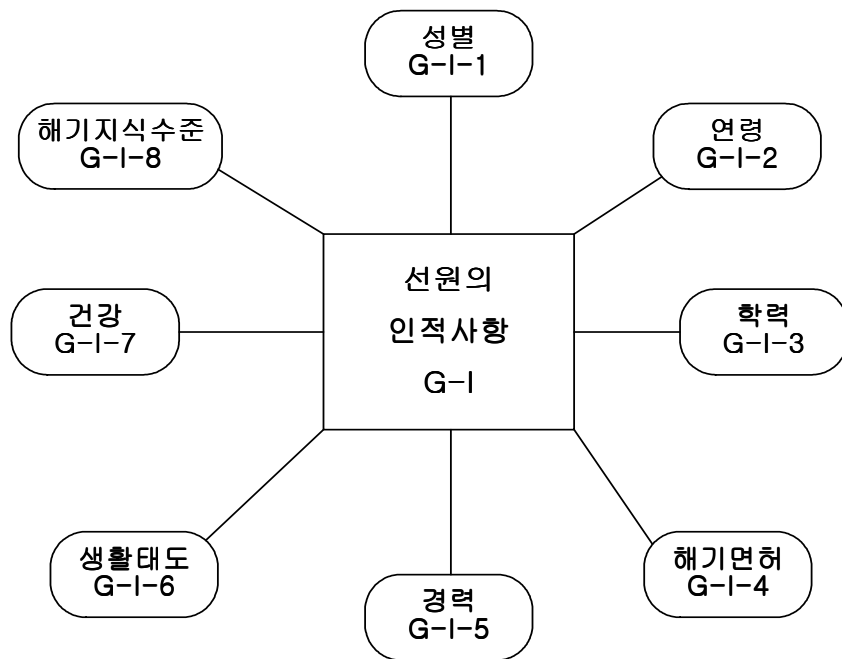 성별
G-I-1
해기지식수준
G-I-8
연령
G-I-2
선원의
인적사항
G-I
건강
G-I-7
학력
G-I-3
생활태도
G-I-6
경력
G-I-5
해기면허
G-I-4